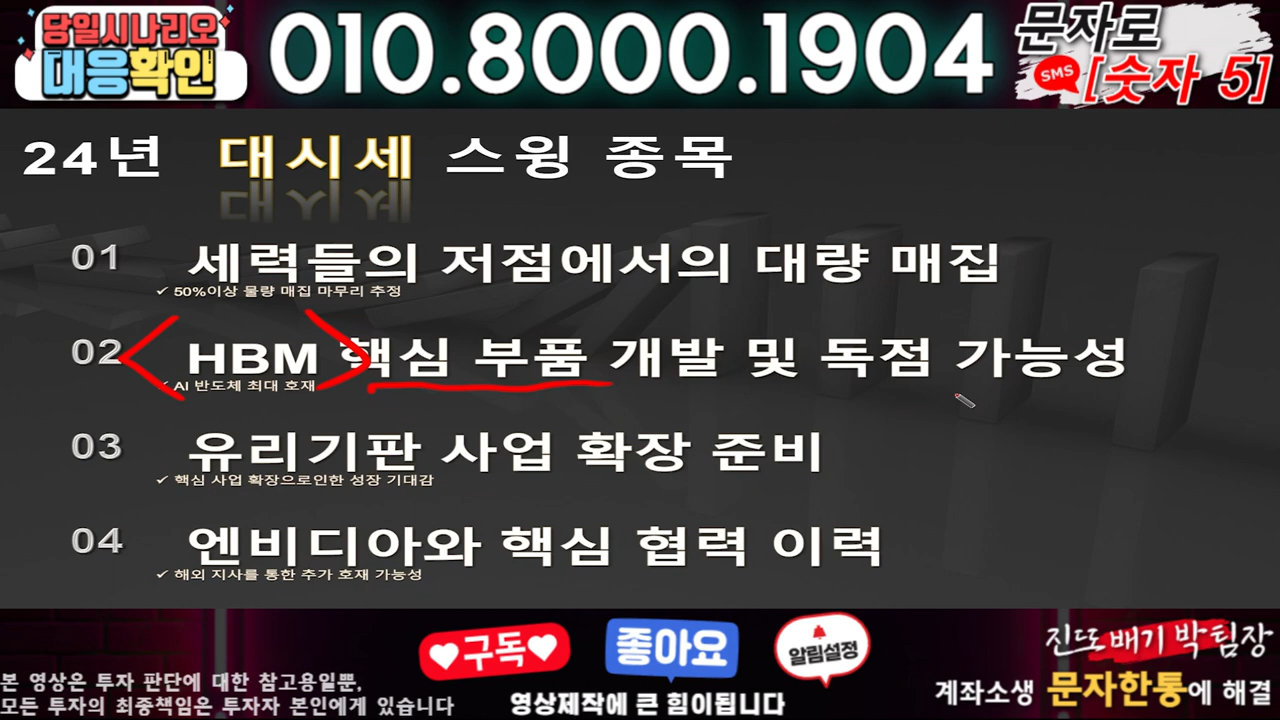 당일시나리오
대응확인
010.8000.1904
문자로
SMS
[숫자 5]
24년 대시세 스윙 종목
01 세력들의 저점에서의 대량 매집
✓ 50%이상 물량 매집 마무리 추정
02 HBM 핵심 부품 개발 및 독점 가능성
✓ AI 반도체 최대 호재
03 유리기판 사업 확장 준비
✓ 핵심 사업 확장으로인한 성장 기대감
04 엔비디아와 핵심 협력 이력
✓ 해외 지사를 통한 추가 호재 가능성
구독
좋아요
알림설정
영상제작에 큰 힘이됩니다
본 영상은 투자 판단에 대한 참고용일뿐,
모든 투자의 최종책임은 투자자 본인에게 있습니다
진또배기 박팀장
계좌소생 문자한통에 해결